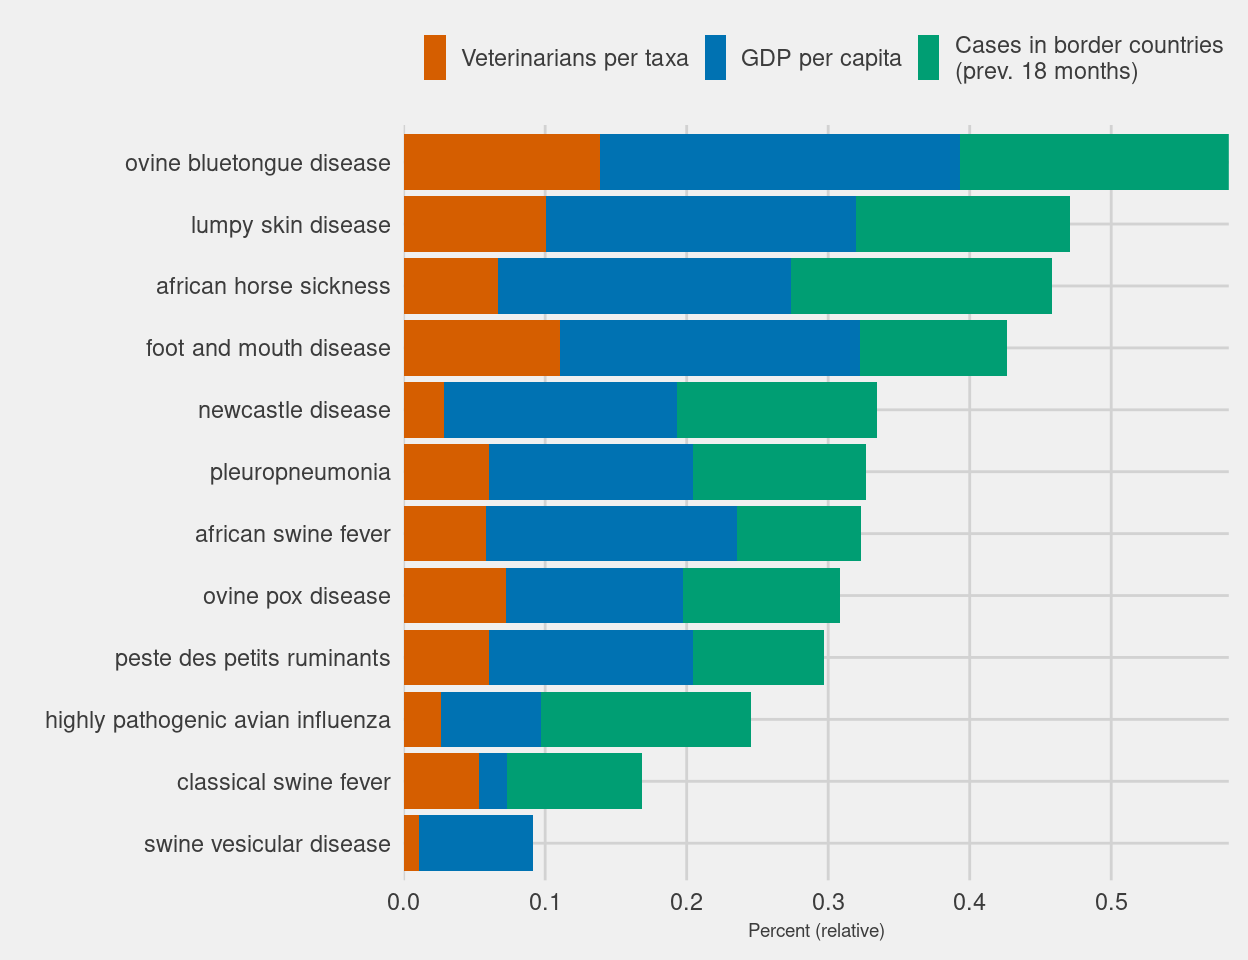 Veterinarians per taxa
GDP per capita
Cases in border countries
(prev. 18 months)
ovine bluetongue disease
lumpy skin disease
african horse sickness
foot and mouth disease
newcastle disease
pleuropneumonia
african swine fever
ovine pox disease
peste des petits ruminants
highly pathogenic avian influenza
classical swine fever
swine vesicular disease
0.0 0.1 0.2 0.3 0.4 0.5
Percent (relative)